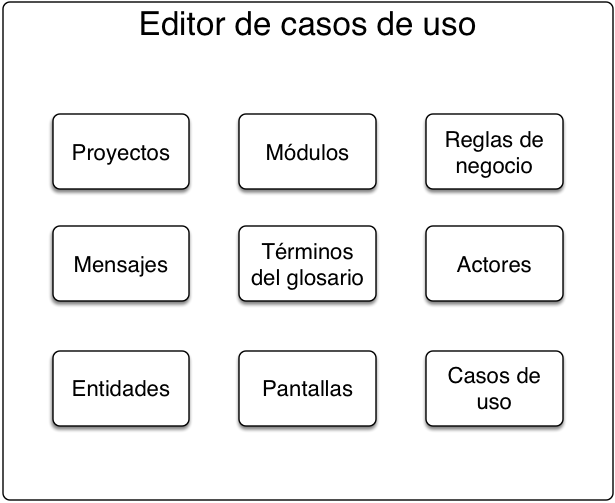 Editor de casos de uso
Proyectos
Módulos
Reglas de
negocio
Mensajes
Términos
del glosario
Actores
Entidades
Pantallas
Casos de
uso